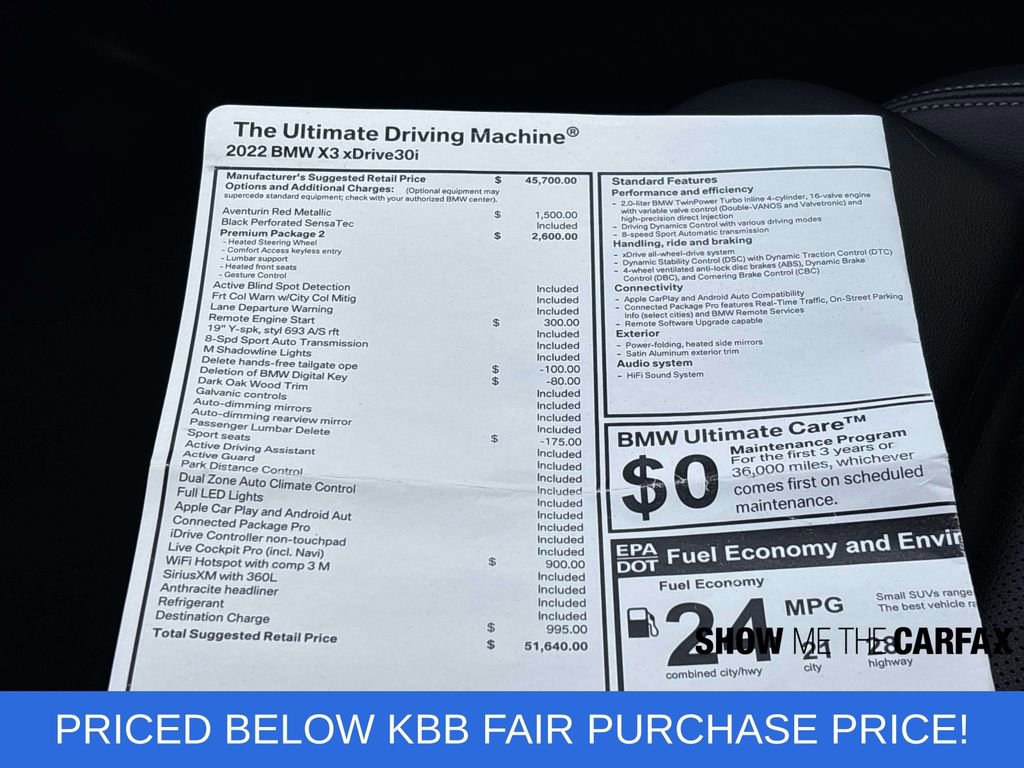 The Ultimate Driving Machine®
2022 BMW X3 xDrive30i
Manufacturer's Suggested Retail Price $ 45,700.00
Options and Additional Charges: (Optional equipment may
supercede standard equipment; check with your authorized BMW center).
Aventurin Red Metallic $ 1,500.00
Black Perforated SensaTec Included
Premium Package 2 $ 2,600.00
- Heated Steering Wheel
- Comfort Access keyless entry
- Lumbar support
- Heated front seats
- Gesture Control
Active Blind Spot Detection Included
Frt Col Warn w/City Col Mitig Included
Lane Departure Warning Included
Remote Engine Start $ 300.00
19" Y-spk, styl 693 A/S rft Included
8-Spd Sport Auto Transmission Included
M Shadowline Lights Included
Delete hands-free tailgate ope $ -100.00
Deletion of BMW Digital Key $ -80.00
Dark Oak Wood Trim Included
Galvanic controls Included
Auto-dimming mirrors Included
Auto-dimming rearview mirror Included
Passenger Lumbar Delete $ -175.00
Sport seats Included
Active Driving Assistant Included
Active Guard Included
Park Distance Control Included
Dual Zone Auto Climate Control Included
Full LED Lights Included
Apple Car Play and Android Aut Included
Connected Package Pro Included
iDrive Controller non-touchpad Included
Live Cockpit Pro (incl. Navi) $ 900.00
WiFi Hotspot with comp 3 M Included
SiriusXM with 360L Included
Anthracite headliner Included
Refrigerant Included
Destination Charge $ 995.00
Total Suggested Retail Price $ 51,640.00
Standard Features
Performance and efficiency
- 2.0-liter BMW TwinPower Turbo inline 4-cylinder, 16-valve engine
with variable valve control (Double-VANOS and Valvetronic) and
high-precision direct injection
- Driving Dynamics Control with various driving modes
- 8-speed Sport Automatic transmission
Handling, ride and braking
- xDrive all-wheel-drive system
- Dynamic Stability Control (DSC) with Dynamic Traction Control (DTC)
- 4-wheel ventilated anti-lock disc brakes (ABS), Dynamic Brake
Control (DBC), and Cornering Brake Control (CBC)
Connectivity
- Apple CarPlay and Android Auto Compatibility
- Connected Package Pro features Real-Time Traffic, On-Street Parking
Info (select cities) and BMW Remote Services
- Remote Software Upgrade capable
Exterior
- Power-folding, heated side mirrors
- Satin Aluminum exterior trim
Audio system
- HiFi Sound System
BMW Ultimate Care™
$0 Maintenance Program
For the first 3 years or
36,000 miles, whichever
comes first on scheduled
maintenance.
EPA
DOT Fuel Economy and Envir
Fuel Economy
24 MPG
combined city/hwy
21
city
28
highway
Small SUVs range
The best vehicle ra
SHOW ME THE CARFAX
PRICED BELOW KBB FAIR PURCHASE PRICE!